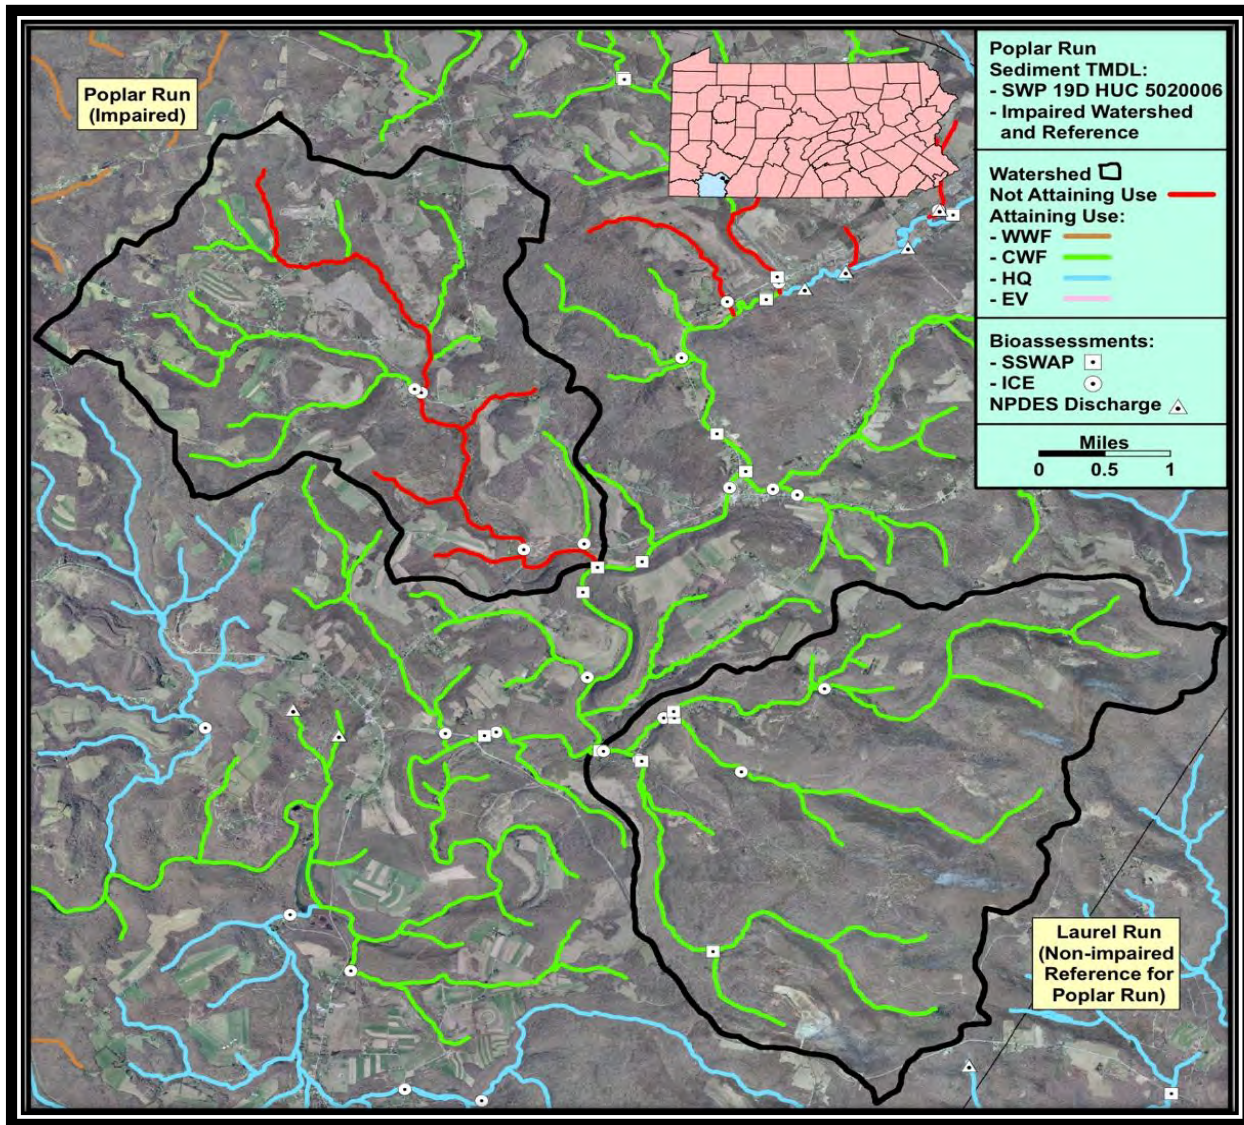 Poplar Run
(Impaired)
Poplar Run
Sediment TMDL:
- SWP 19D HUC 5020006
- Impaired Watershed
and Reference
Watershed
Not Attaining Use
Attaining Use:
- WWF
- CWF
- HQ
- EV
Bioassessments:
- SSWAP
- ICE
NPDES Discharge
Miles
0 0.5 1
Laurel Run
(Non-impaired
Reference for
Poplar Run)